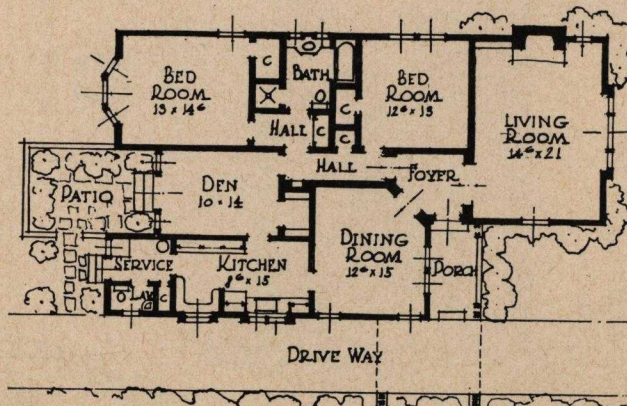 BED
ROOM
13 x 14⁶
C
BATH
BED
ROOM
12⁶ x 13
LIVING
ROOM
14⁶ x 21
C
HALL
C
C
HALL
FOYER
PATIO
DEN
10 x 14
DINING
ROOM
12⁶ x 15
SERVICE
KITCHEN
8⁶ x 15
PORCH
C
DRIVE WAY